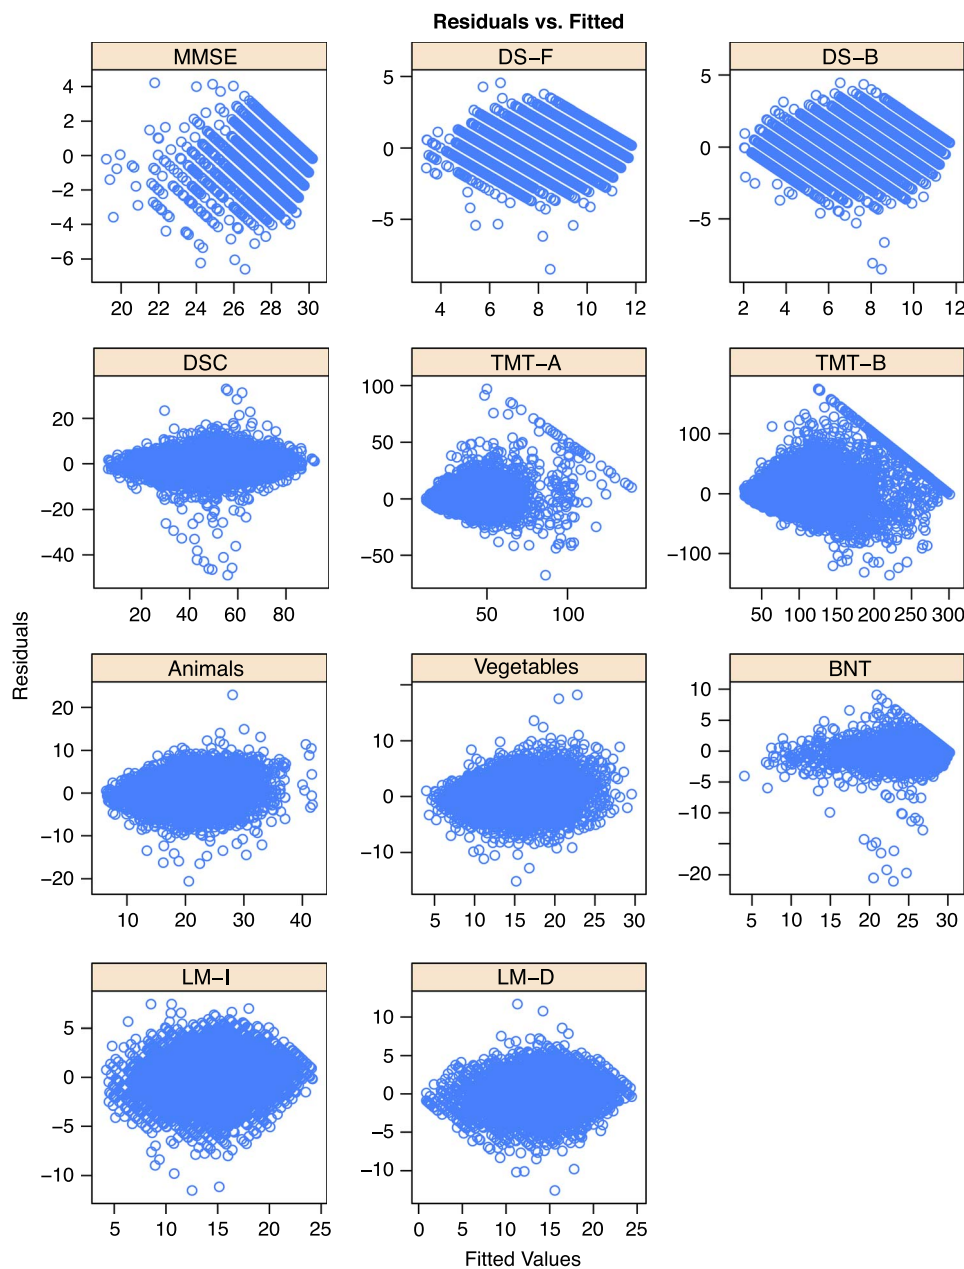 Residuals vs. Fitted
MMSE DS−F DS−B
4
2
0
−2
−4
−6
20 22 24 26 28 30
5
0
−5
4 6 8 10 12
5
0
−5
2 4 6 8 10 12
DSC TMT−A TMT−B
20
0
−20
−40
20 40 60 80
100
50
0
−50
50 100
100
0
−100
50 100 150 200 250 300
Residuals
Animals Vegetables BNT
20
10
0
−10
−20
10 20 30 40
10
0
−10
5 10 15 20 25 30
10
5
0
−5
−10
−20
5 10 15 20 25 30
LM−I LM−D
5
0
−5
−10
5 10 15 20 25
10
5
0
−5
−10
0 5 10 15 20 25
Fitted Values